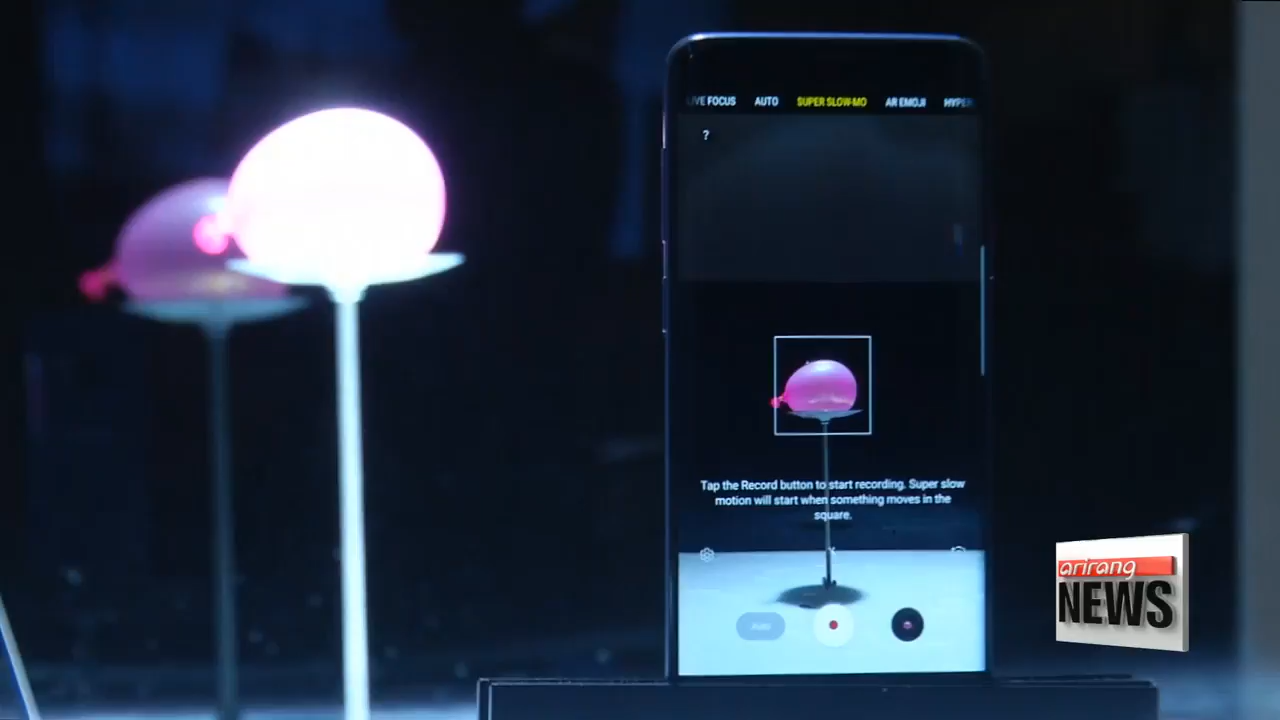 LIVE FOCUS AUTO SUPER SLOW-MO AR EMOJI HYPER
?
Tap the Record button to start recording. Super slow
motion will start when something moves in the
square.
Auto
arirang
NEWS